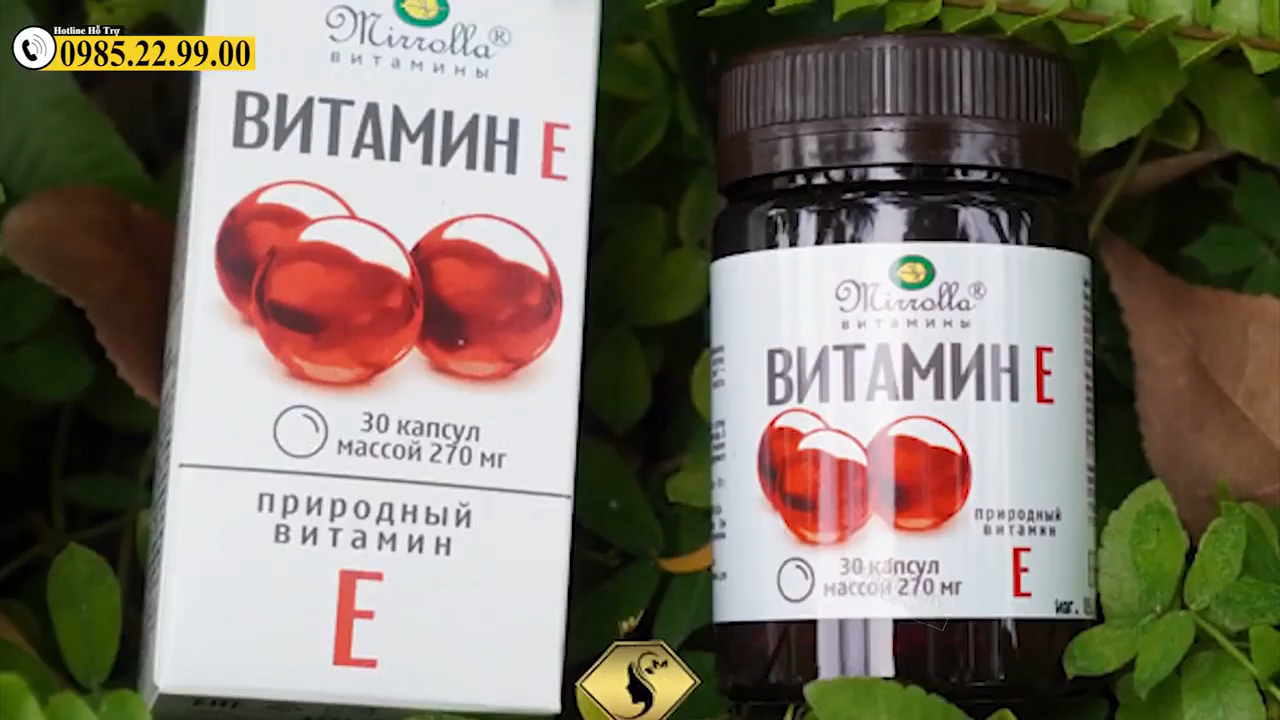 Hotline Hỗ Trợ
0985.22.99.00
Mirrolla®
витамины
ВИТАМИН E
30 капсул
массой 270 мг
природный
витамин
E
Mirrolla®
витамины
ВИТАМИН E
природный
витамин
E
30 капсул
массой 270 мг
изг.